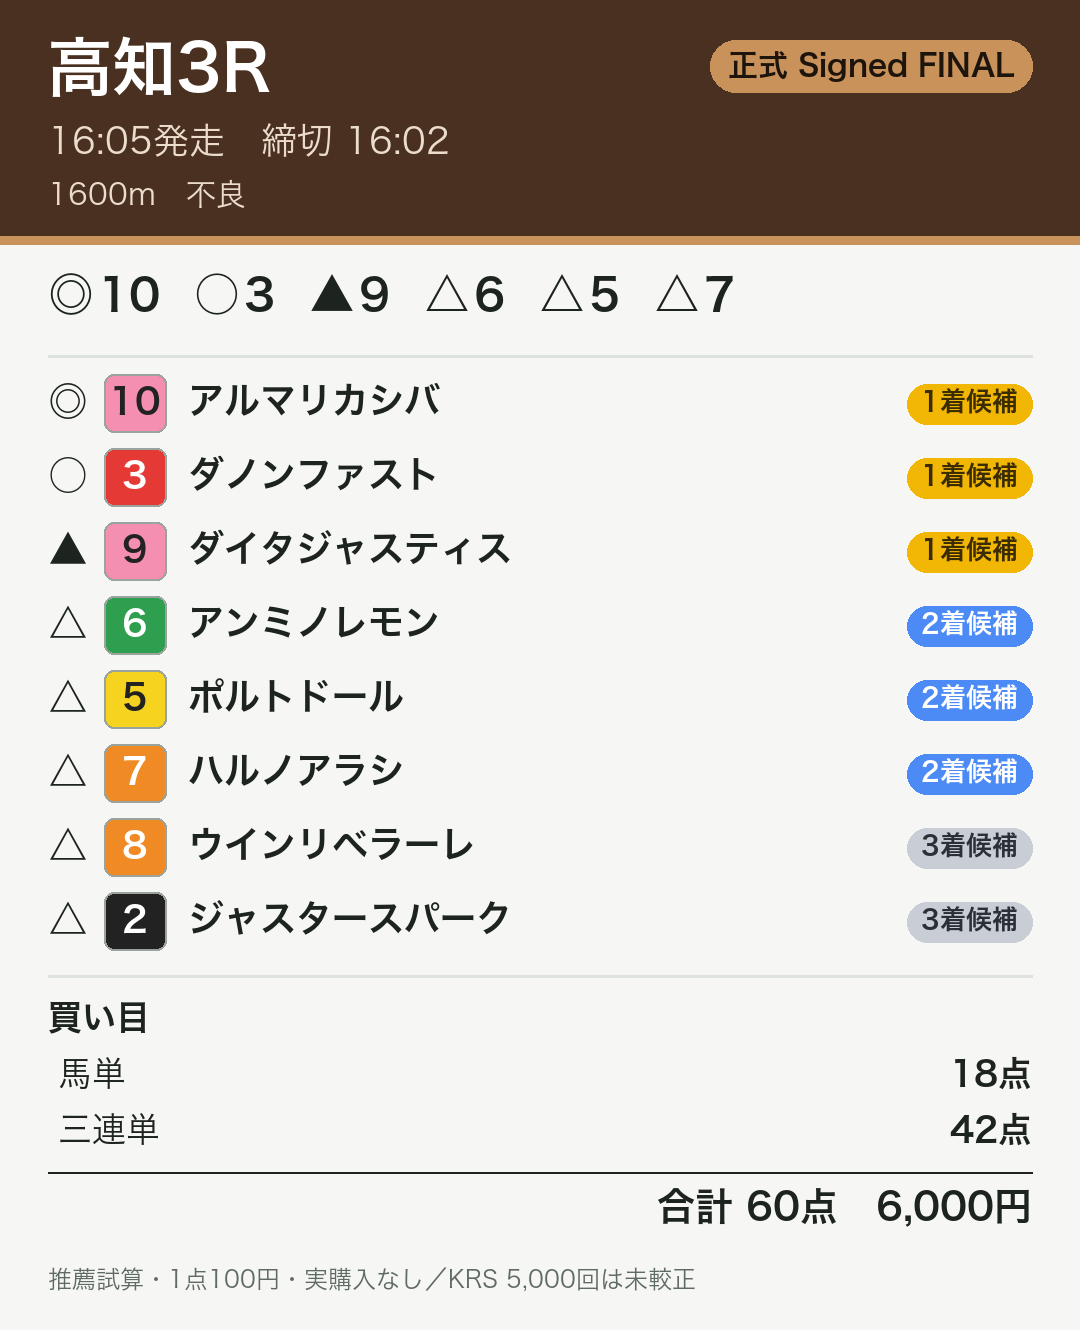 高知3R
正式 Signed FINAL
16:05発走　締切 16:02
1600m　不良
◎10 ○3 ▲9 △6 △5 △7
◎ 10 アルマリカシバ 1着候補
○ 3 ダノンファスト 1着候補
▲ 9 ダイタジャスティス 1着候補
△ 6 アンミノレモン 2着候補
△ 5 ポルトドール 2着候補
△ 7 ハルノアラシ 2着候補
△ 8 ウインリベラーレ 3着候補
△ 2 ジャスタースパーク 3着候補
買い目
馬単 18点
三連単 42点
合計 60点　6,000円
推薦試算・1点100円・実購入なし／KRS 5,000回は未較正